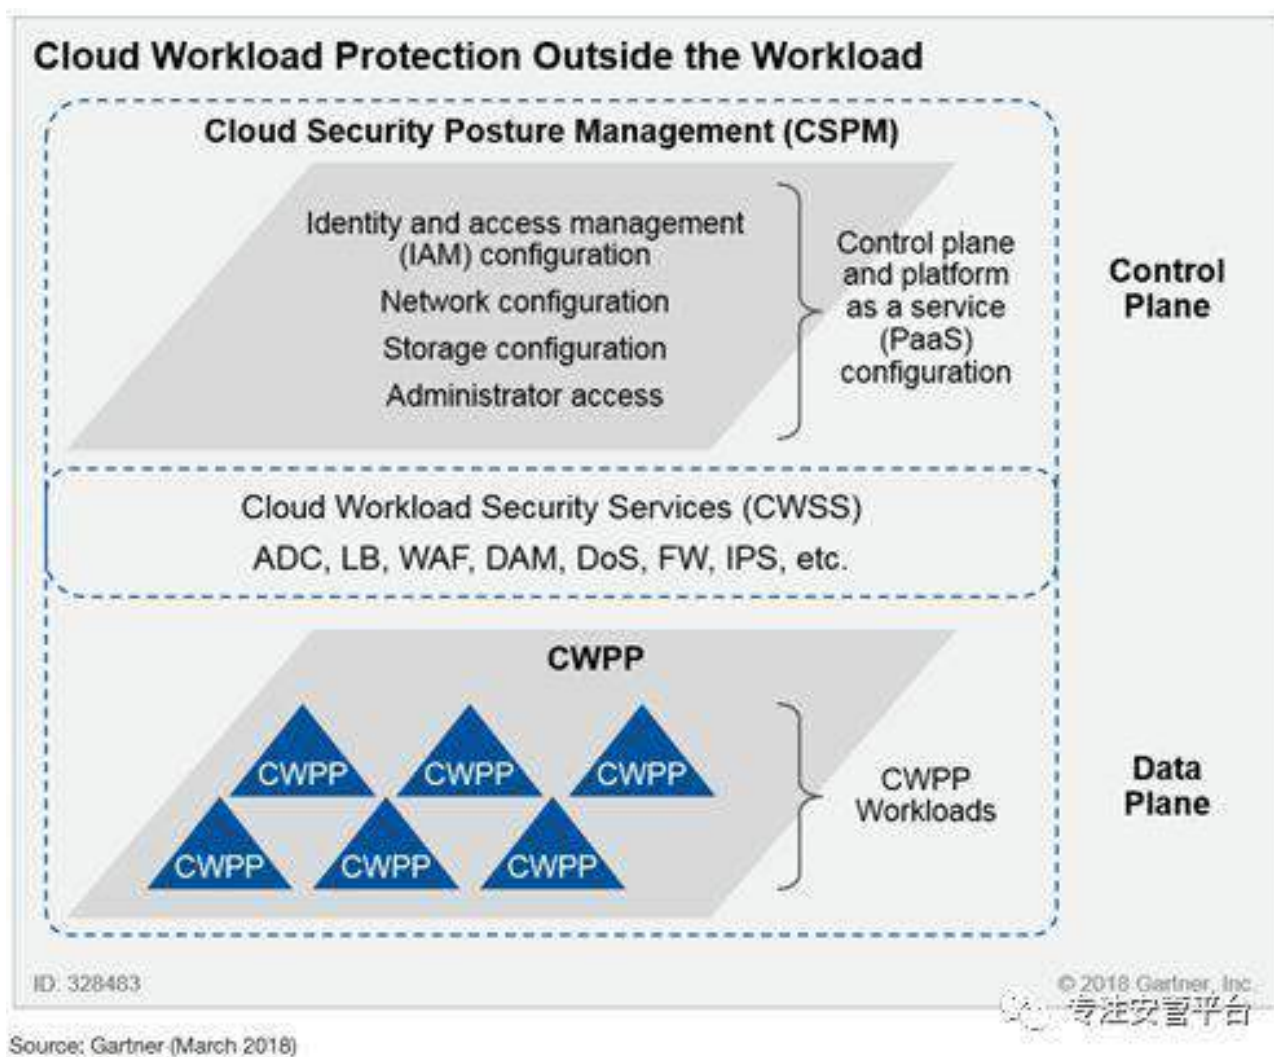 Cloud Workload Protection Outside the Workload
Cloud Security Posture Management (CSPM)
Identity and access management
(IAM) configuration
Network configuration
Storage configuration
Administrator access
Control plane
and platform
as a service
(PaaS)
configuration
Control
Plane
Cloud Workload Security Services (CWSS)
ADC, LB, WAF, DAM, DoS, FW, IPS, etc.
CWPP
CWPP
CWPP
CWPP
CWPP
CWPP
CWPP
CWPP
Workloads
Data
Plane
ID: 328483
© 2018 Gartner, Inc.
专注安管平台
Source: Gartner (March 2018)